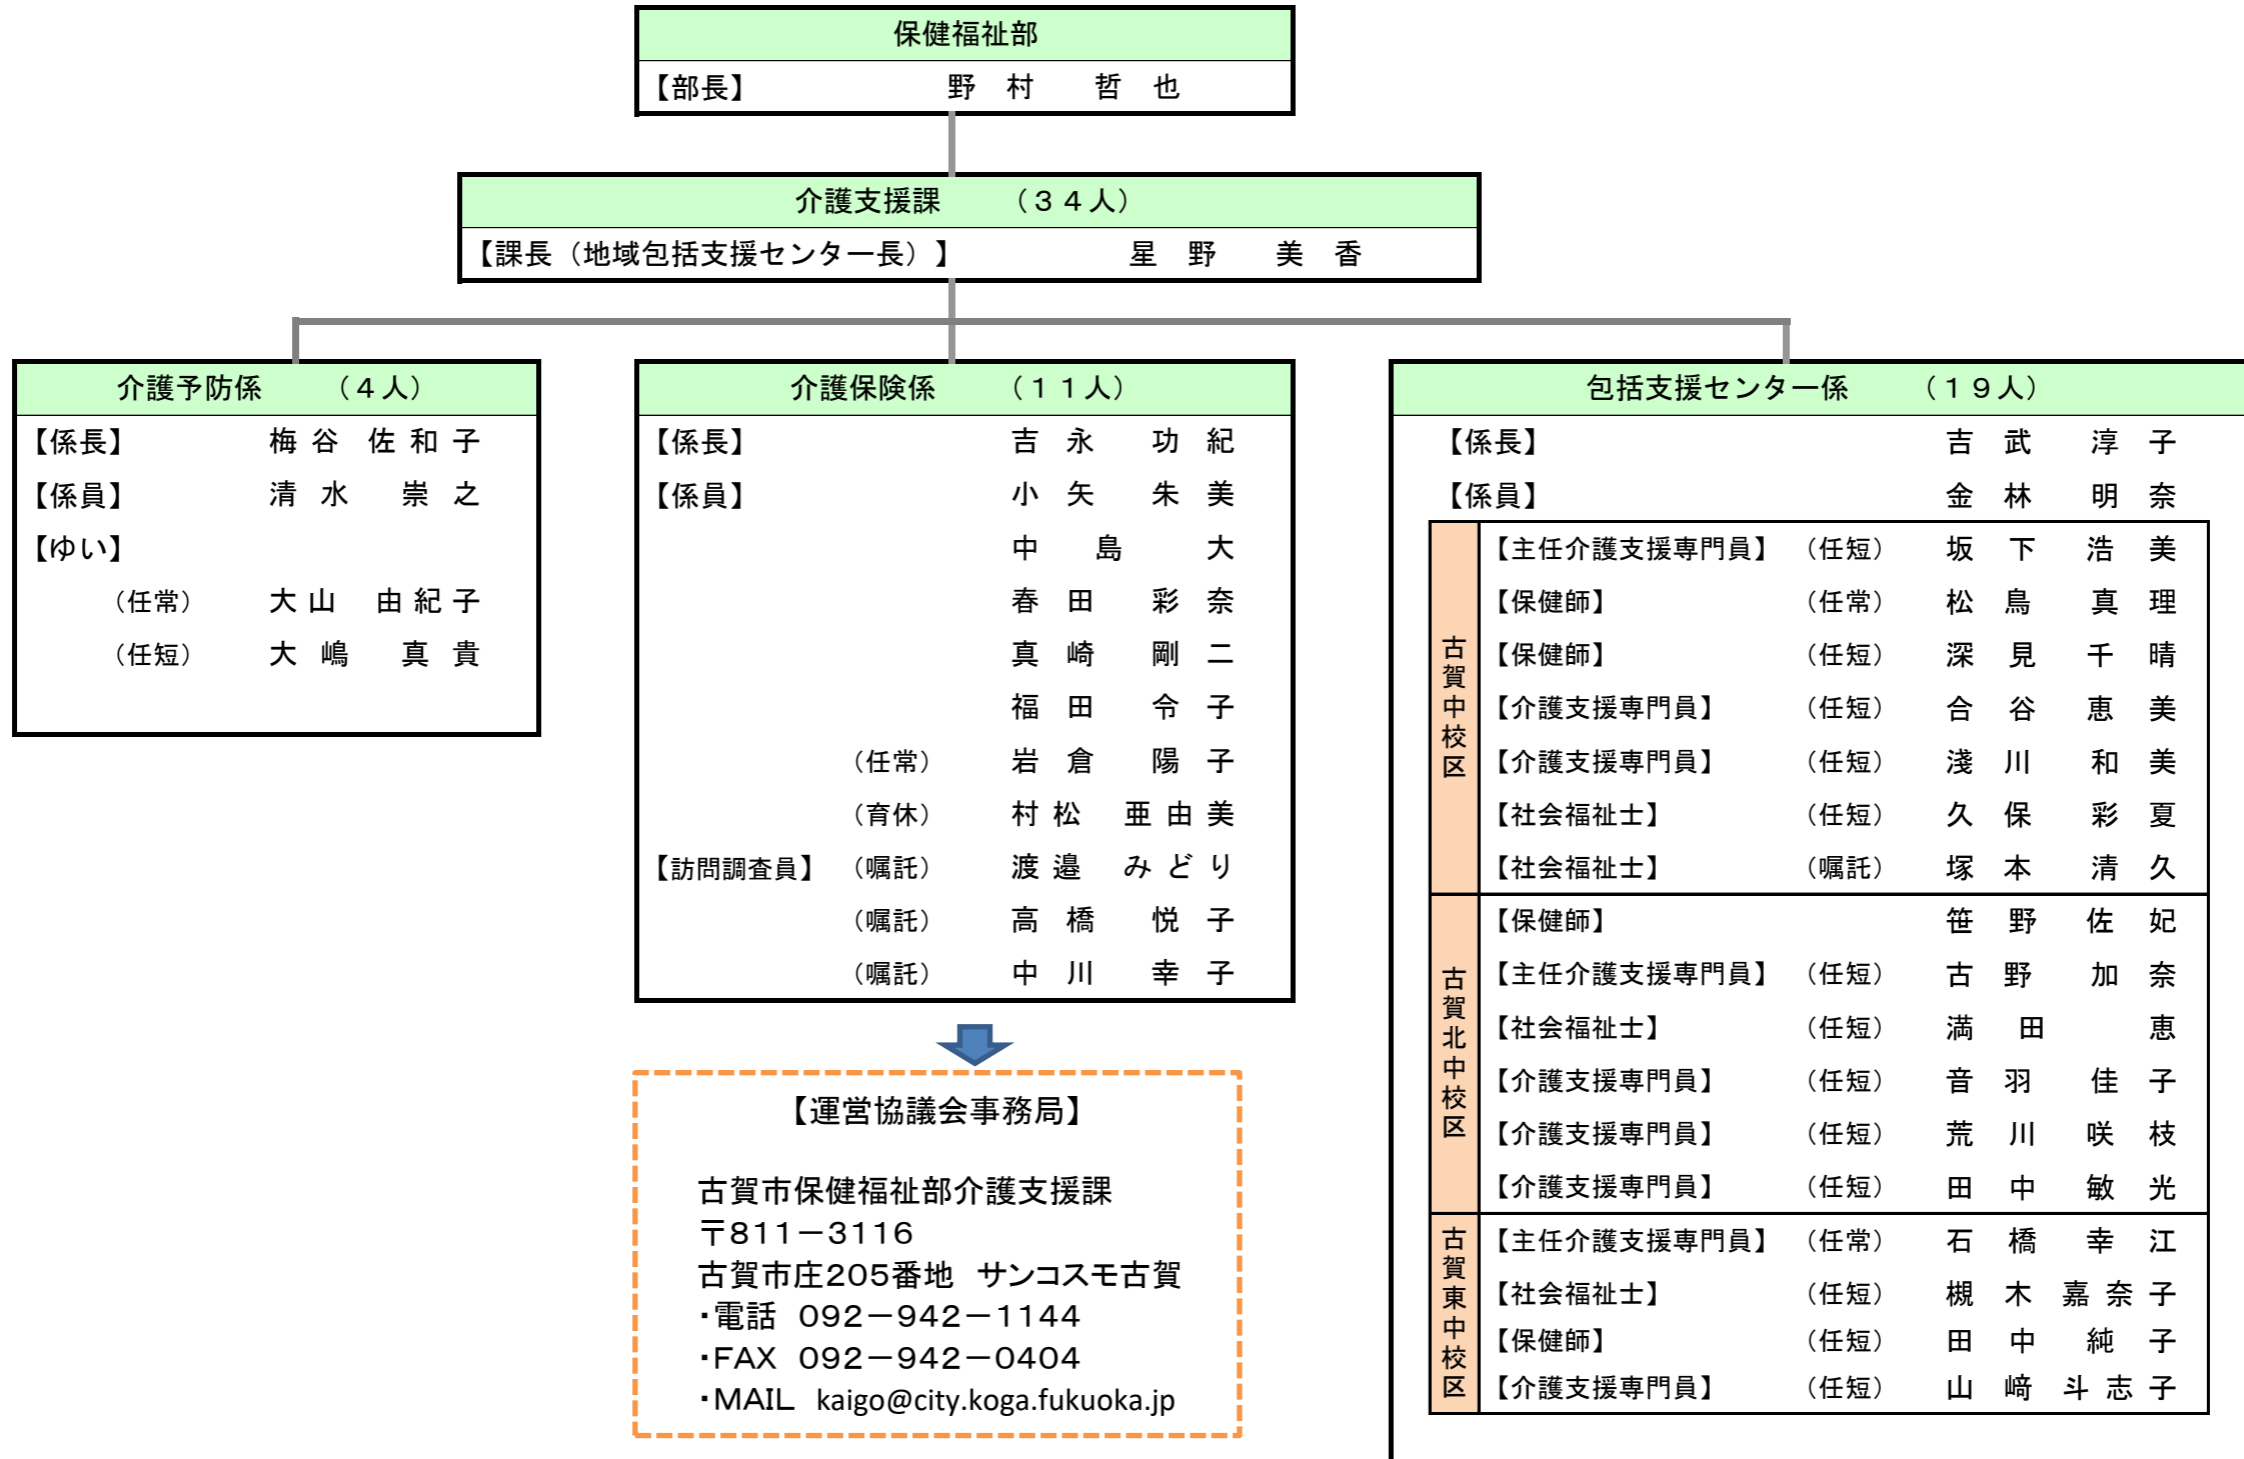 保健福祉部
【部長】 野村 哲也
介護支援課 （３４人）
【課長（地域包括支援センター長）】 星野 美香
介護予防係 （４人）
【係長】 梅谷 佐和子
【係員】 清水 崇之
【ゆい】
（任常） 大山 由紀子
（任短） 大嶋 真貴
介護保険係 （１１人）
【係長】 吉永 功紀
【係員】 小矢 朱美
中島 大
春田 彩奈
真崎 剛二
福田 令子
（任常） 岩倉 陽子
（育休） 村松 亜由美
【訪問調査員】 （嘱託） 渡邉 みどり
（嘱託） 高橋 悦子
（嘱託） 中川 幸子
【運営協議会事務局】
古賀市保健福祉部介護支援課
〒811－3116
古賀市庄205番地 サンコスモ古賀
・電話 092－942－1144
・FAX 092－942－0404
・MAIL kaigo@city.koga.fukuoka.jp
包括支援センター係 （１９人）
【係長】 吉武 淳子
【係員】 金林 明奈
古賀中校区
【主任介護支援専門員】 （任短） 坂下 浩美
【保健師】 （任常） 松鳥 真理
【保健師】 （任短） 深見 千晴
【介護支援専門員】 （任短） 合谷 恵美
【介護支援専門員】 （任短） 淺川 和美
【社会福祉士】 （任短） 久保 彩夏
【社会福祉士】 （嘱託） 塚本 清久
古賀北中校区
【保健師】 笹野 佐妃
【主任介護支援専門員】 （任短） 古野 加奈
【社会福祉士】 （任短） 満田 恵
【介護支援専門員】 （任短） 音羽 佳子
【介護支援専門員】 （任短） 荒川 咲枝
【介護支援専門員】 （任短） 田中 敏光
古賀東中校区
【主任介護支援専門員】 （任常） 石橋 幸江
【社会福祉士】 （任短） 槻木 嘉奈子
【保健師】 （任短） 田中 純子
【介護支援専門員】 （任短） 山﨑 斗志子